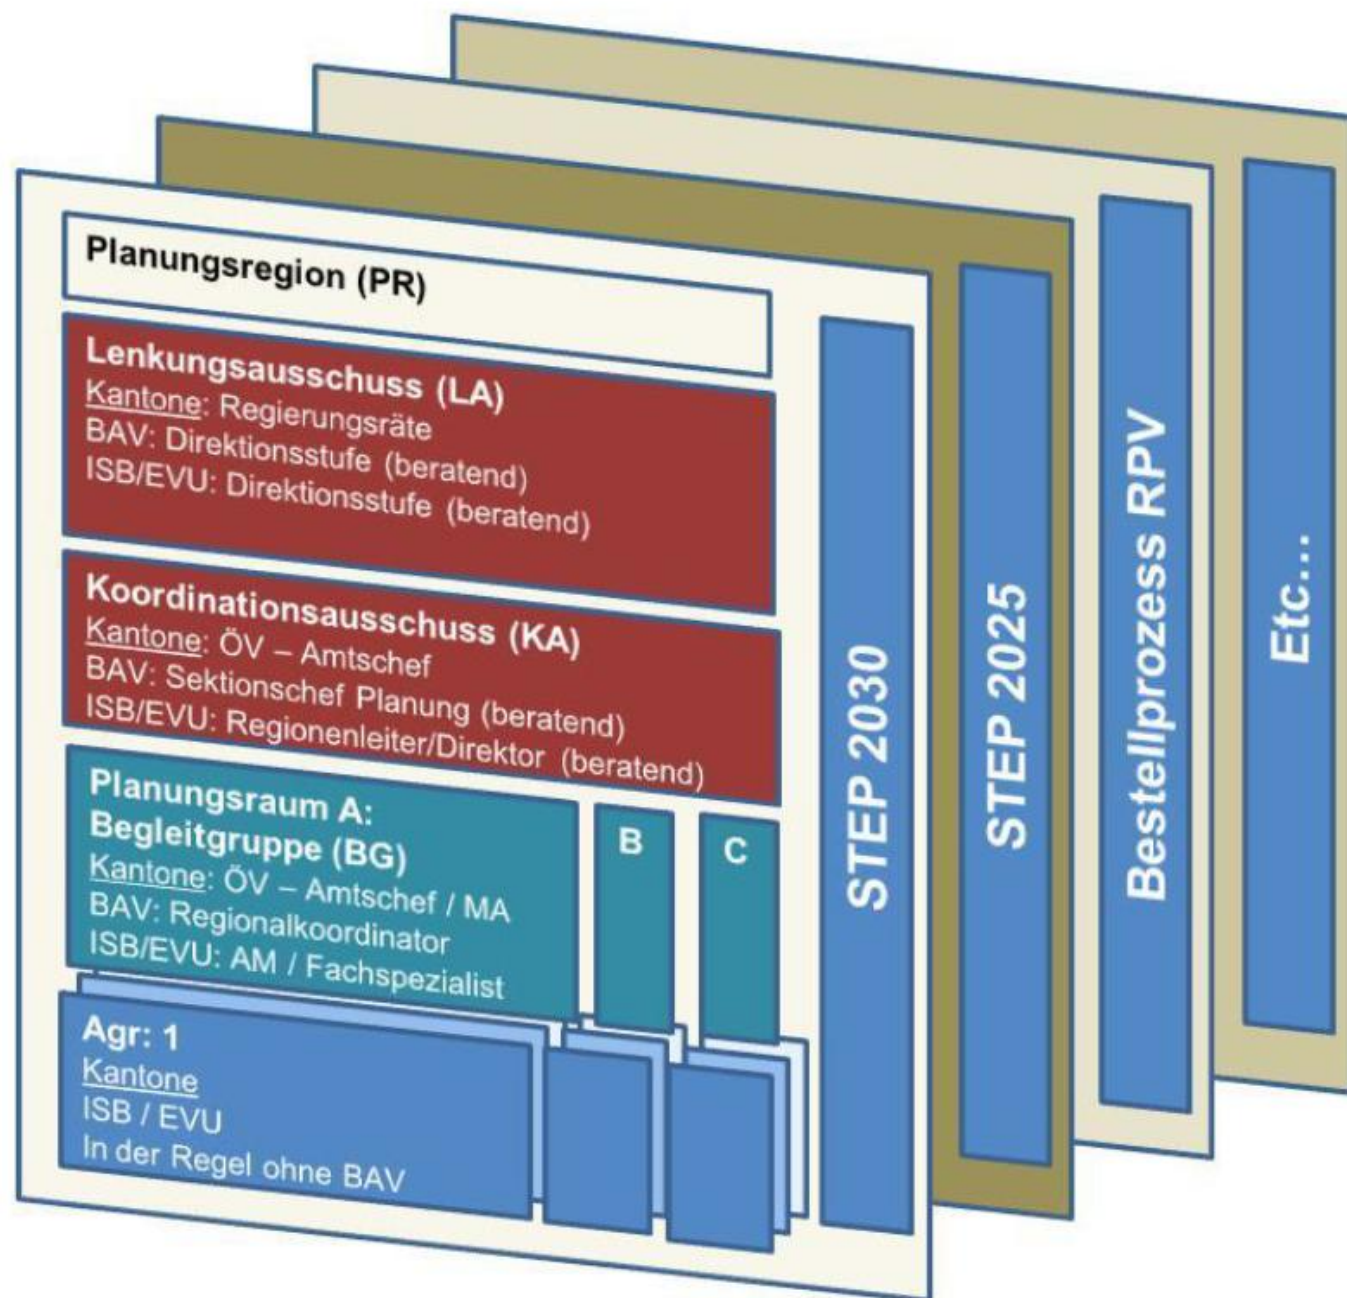 Planungsregion (PR)
Lenkungsausschuss (LA)
Kantone: Regierungsräte
BAV: Direktionsstufe (beratend)
ISB/EVU: Direktionsstufe (beratend)
Koordinationsausschuss (KA)
Kantone: ÖV – Amtschef
BAV: Sektionschef Planung (beratend)
ISB/EVU: Regionenleiter/Direktor (beratend)
Planungsraum A:
Begleitgruppe (BG)
Kantone: ÖV – Amtschef / MA
BAV: Regionalkoordinator
ISB/EVU: AM / Fachspezialist
B
C
Agr: 1
Kantone
ISB / EVU
In der Regel ohne BAV
STEP 2030
STEP 2025
Bestellprozess RPV
Etc...